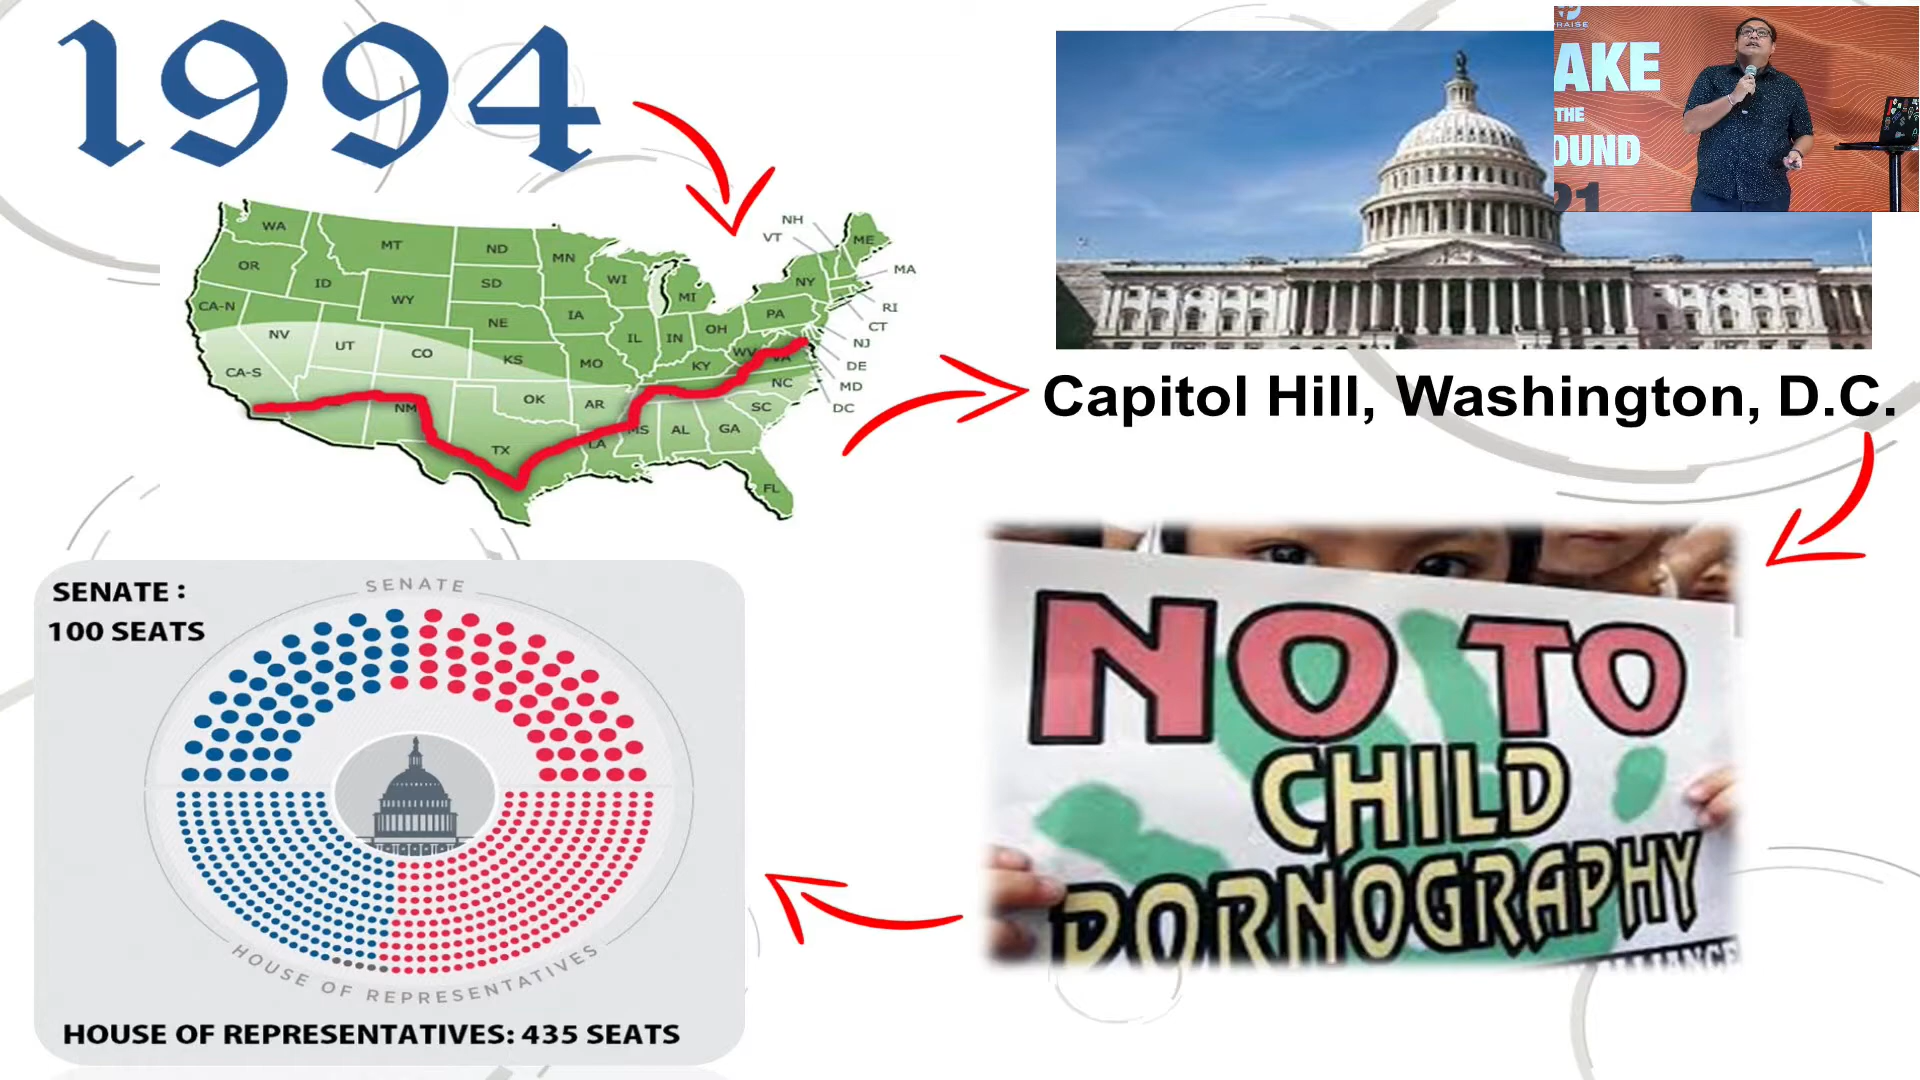 1994
WA
MT
ND
MN
OR
ID
WY
SD
WI
MI
NH
VT
ME
MA
NY
RI
CT
NJ
DE
MD
DC
CA-N
NV
UT
CO
NE
IA
IL
IN
OH
PA
WV
VA
KS
MO
KY
NC
CA-S
NM
OK
AR
SC
TX
LA
MS
AL
GA
FL
RAISE
AKE
THE
OUND
21
Capitol Hill, Washington, D.C.
NO TO
CHILD
PORNOGRAPHY
LLIANCE
SENATE :
100 SEATS
SENATE
HOUSE OF REPRESENTATIVES
HOUSE OF REPRESENTATIVES: 435 SEATS